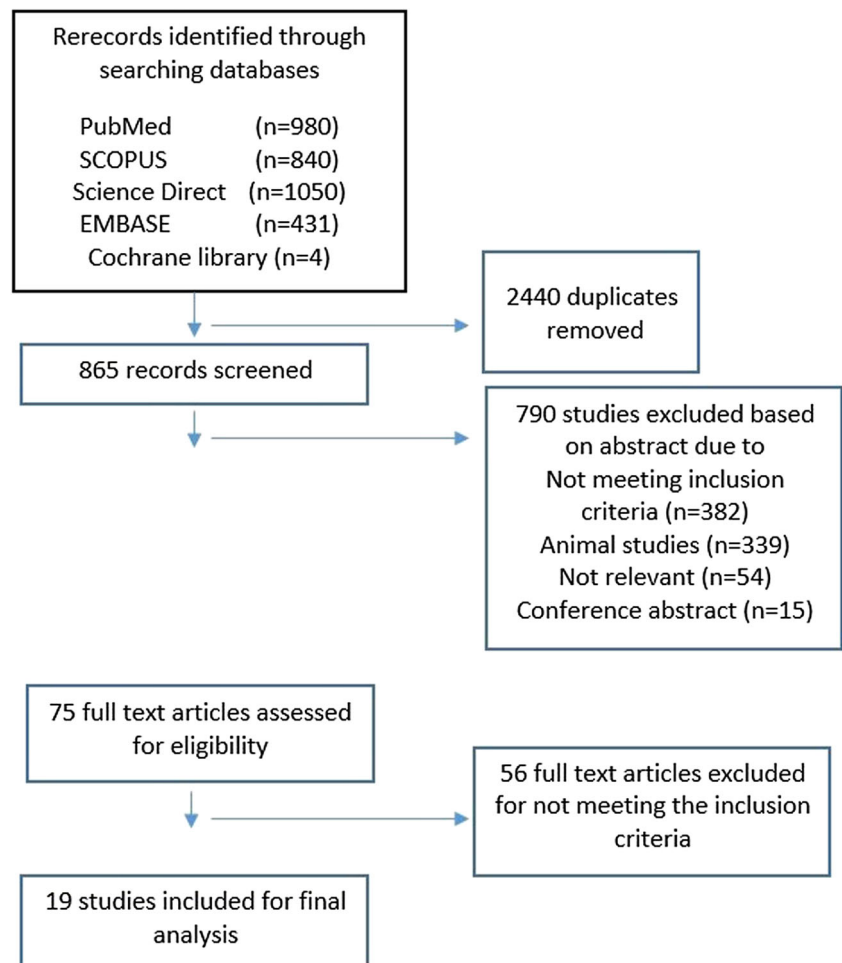 Rerecords identified through
searching databases
PubMed (n=980)
SCOPUS (n=840)
Science Direct (n=1050)
EMBASE (n=431)
Cochrane library (n=4)
2440 duplicates
removed
865 records screened
790 studies excluded based
on abstract due to
Not meeting inclusion
criteria (n=382)
Animal studies (n=339)
Not relevant (n=54)
Conference abstract (n=15)
75 full text articles assessed
for eligibility
56 full text articles excluded
for not meeting the inclusion
criteria
19 studies included for final
analysis